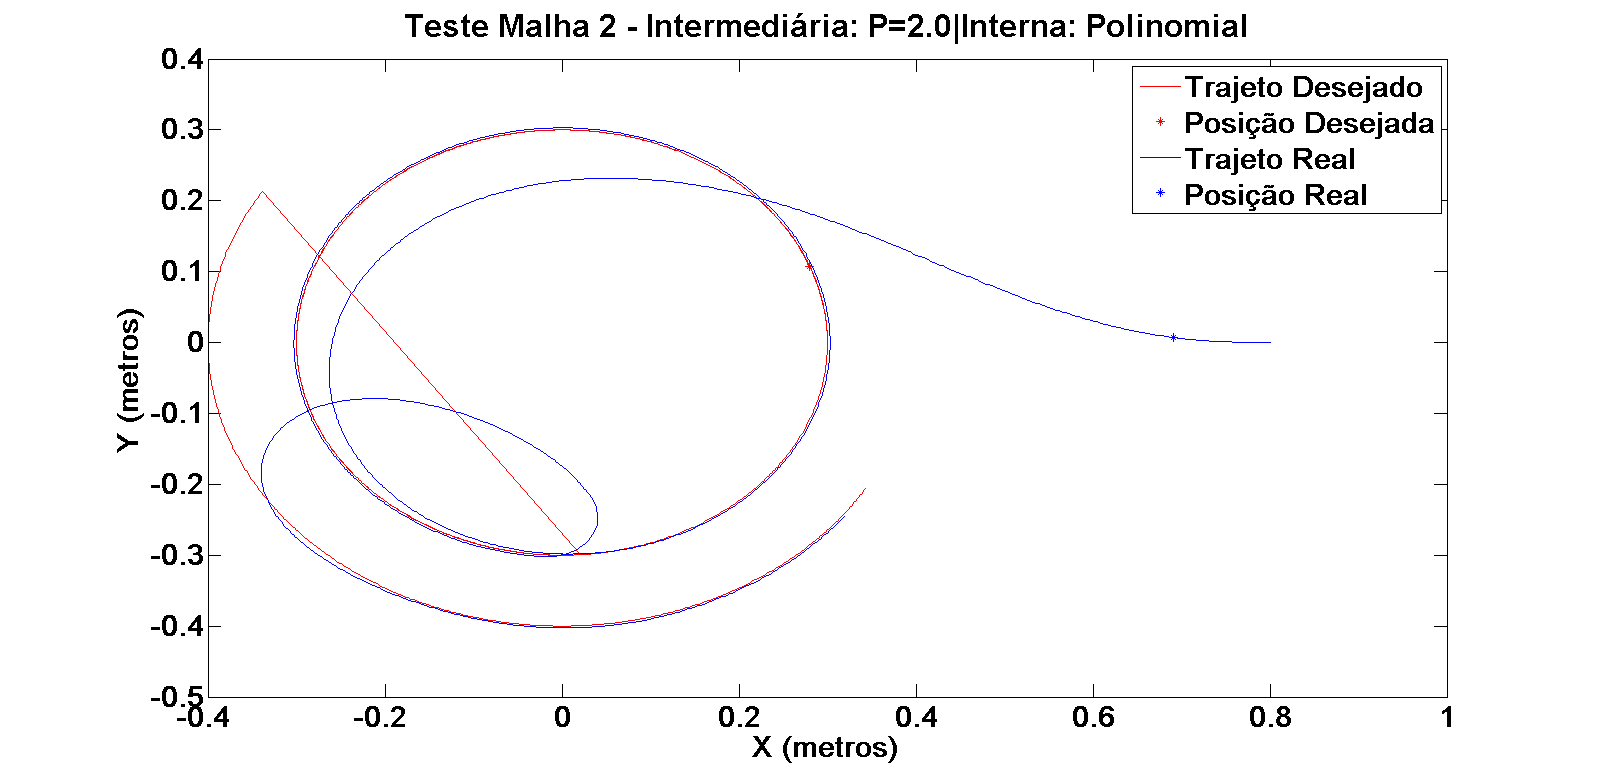 Teste Malha 2 - Intermediária: P=2.0|Interna: Polinomial
Trajeto Desejado
Posição Desejada
Trajeto Real
Posição Real
0.4
0.3
0.2
0.1
0
-0.1
-0.2
-0.3
-0.4
-0.5
Y (metros)
-0.4
-0.2
0
0.2
0.4
0.6
0.8
1
X (metros)